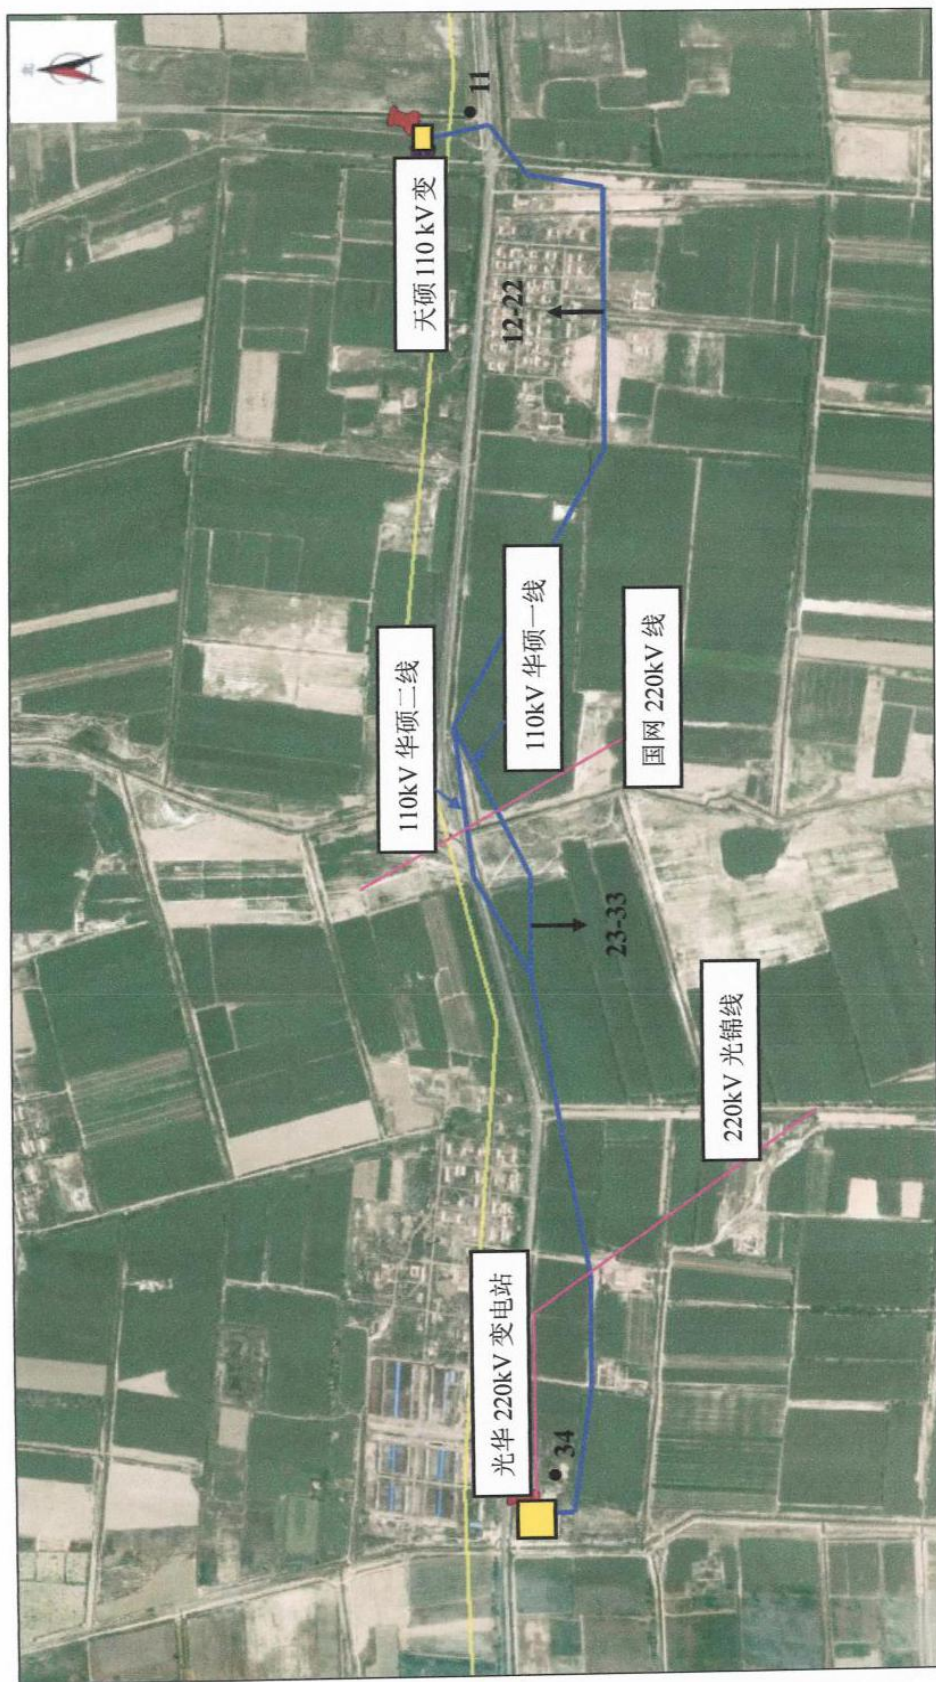 北
110kV 华硕二线
天硕 110 kV 变
11
光华 220kV 变电站
12-22
110kV 华硕一线
34
23-33
国网 220kV 线
220kV 光锦线